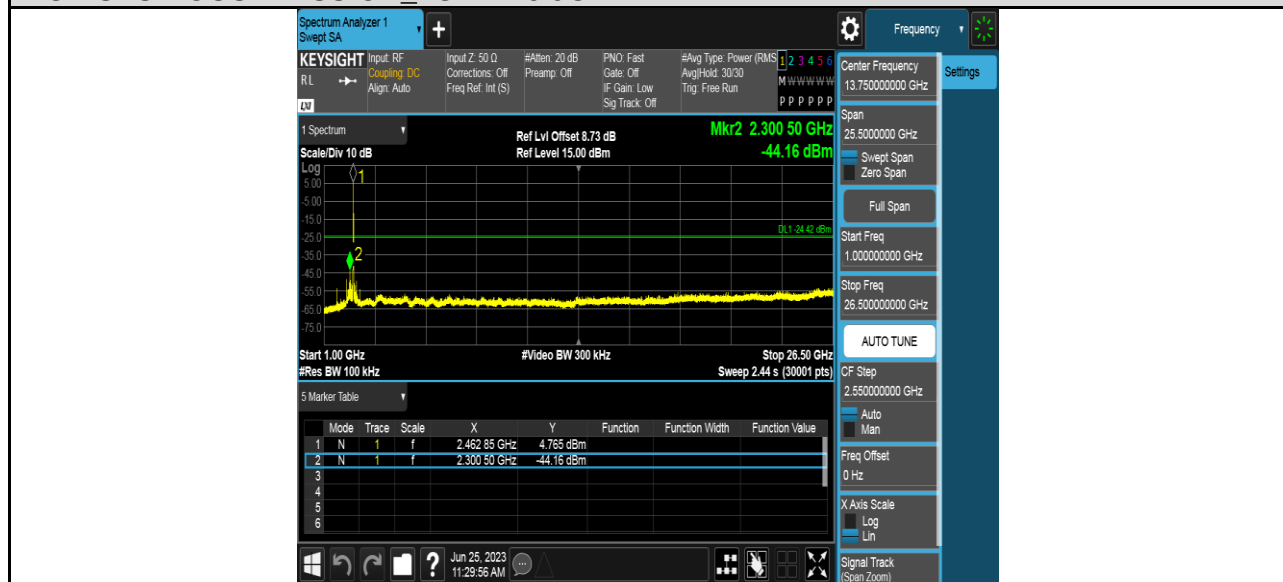 Spectrum Analyzer 1
Swept SA
+
Frequency
KEYSIGHT Input: RF Input Z: 50 Ω #Atten: 20 dB PNO: Fast #Avg Type: Power (RMS 1 2 3 4 5 6
RL Coupling: DC Corrections: Off Preamp: Off Gate: Off Avg|Hold: 30/30 M W W W W W
Align: Auto Freq Ref: Int (S) IF Gain: Low Trig: Free Run
LXI Sig Track: Off P P P P P P
Center Frequency
13.750000000 GHz
Settings
Span
25.5000000 GHz
Swept Span
Zero Span
Full Span
Start Freq
1.000000000 GHz
Stop Freq
26.500000000 GHz
AUTO TUNE
CF Step
2.550000000 GHz
Auto
Man
Freq Offset
0 Hz
X Axis Scale
Log
Lin
Signal Track
(Span Zoom)
1 Spectrum
Ref Lvl Offset 8.73 dB
Mkr2 2.300 50 GHz
Scale/Div 10 dB Ref Level 15.00 dBm -44.16 dBm
Log
1
5.00
-5.00
-15.0
DL1 -24.42 dBm
-25.0
2
-35.0
-45.0
-55.0
-65.0
-75.0
Start 1.00 GHz #Video BW 300 kHz Stop 26.50 GHz
#Res BW 100 kHz Sweep 2.44 s (30001 pts)
5 Marker Table
Mode Trace Scale X Y Function Function Width Function Value
1 N 1 f 2.462 85 GHz 4.765 dBm
2 N 1 f 2.300 50 GHz -44.16 dBm
3
4
5
6
? Jun 25, 2023
11:29:56 AM